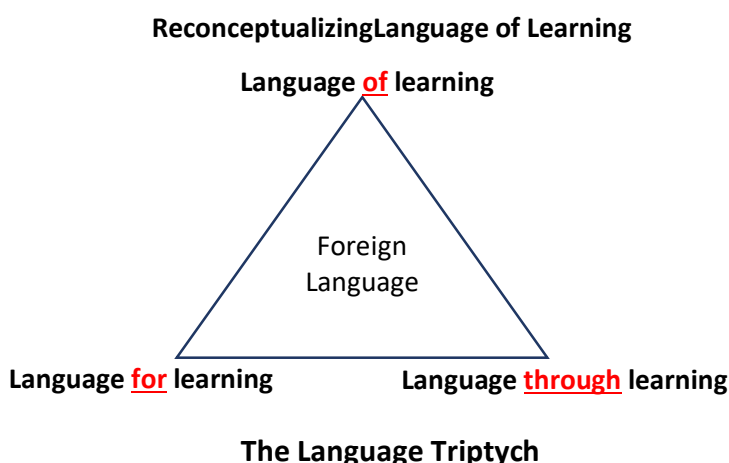 ReconceptualizingLanguage of Learning
Language of learning
Foreign
Language
Language for learning
Language through learning
The Language Triptych